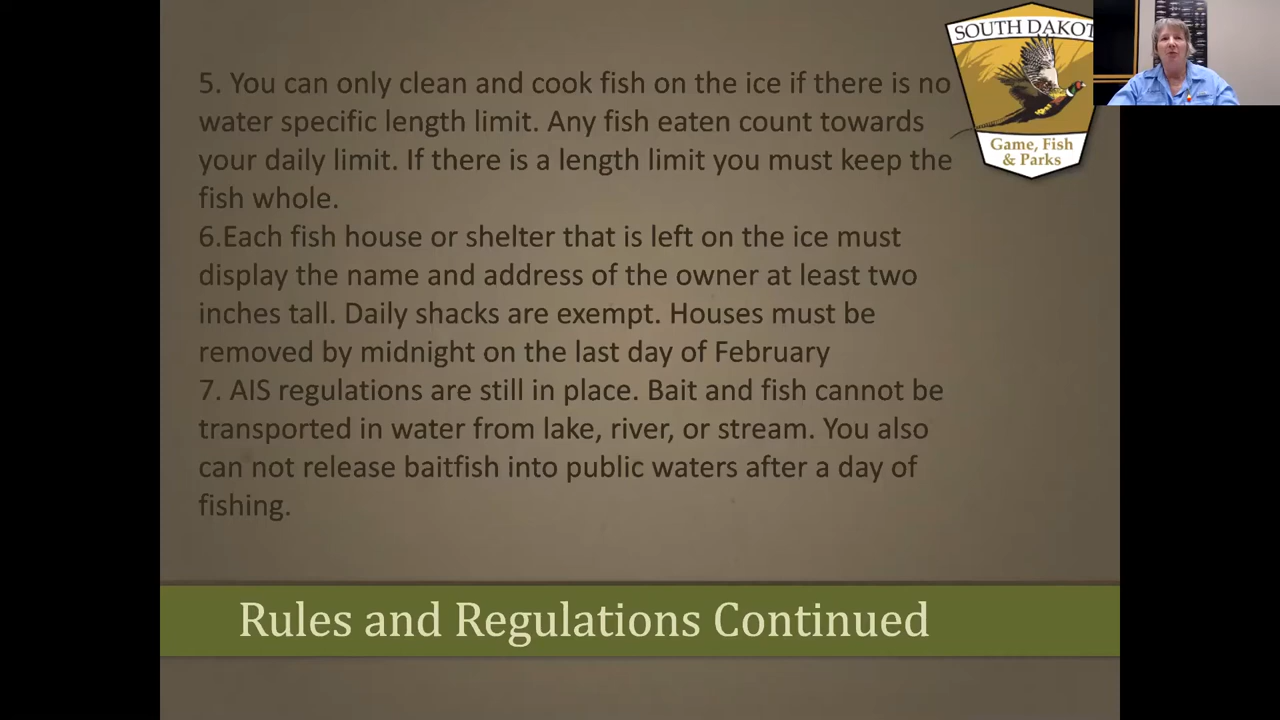 SOUTH DAKOT
Game, Fish
& Parks
5. You can only clean and cook fish on the ice if there is no
water specific length limit. Any fish eaten count towards
your daily limit. If there is a length limit you must keep the
fish whole.
6.Each fish house or shelter that is left on the ice must
display the name and address of the owner at least two
inches tall. Daily shacks are exempt. Houses must be
removed by midnight on the last day of February
7. AIS regulations are still in place. Bait and fish cannot be
transported in water from lake, river, or stream. You also
can not release baitfish into public waters after a day of
fishing.
Rules and Regulations Continued